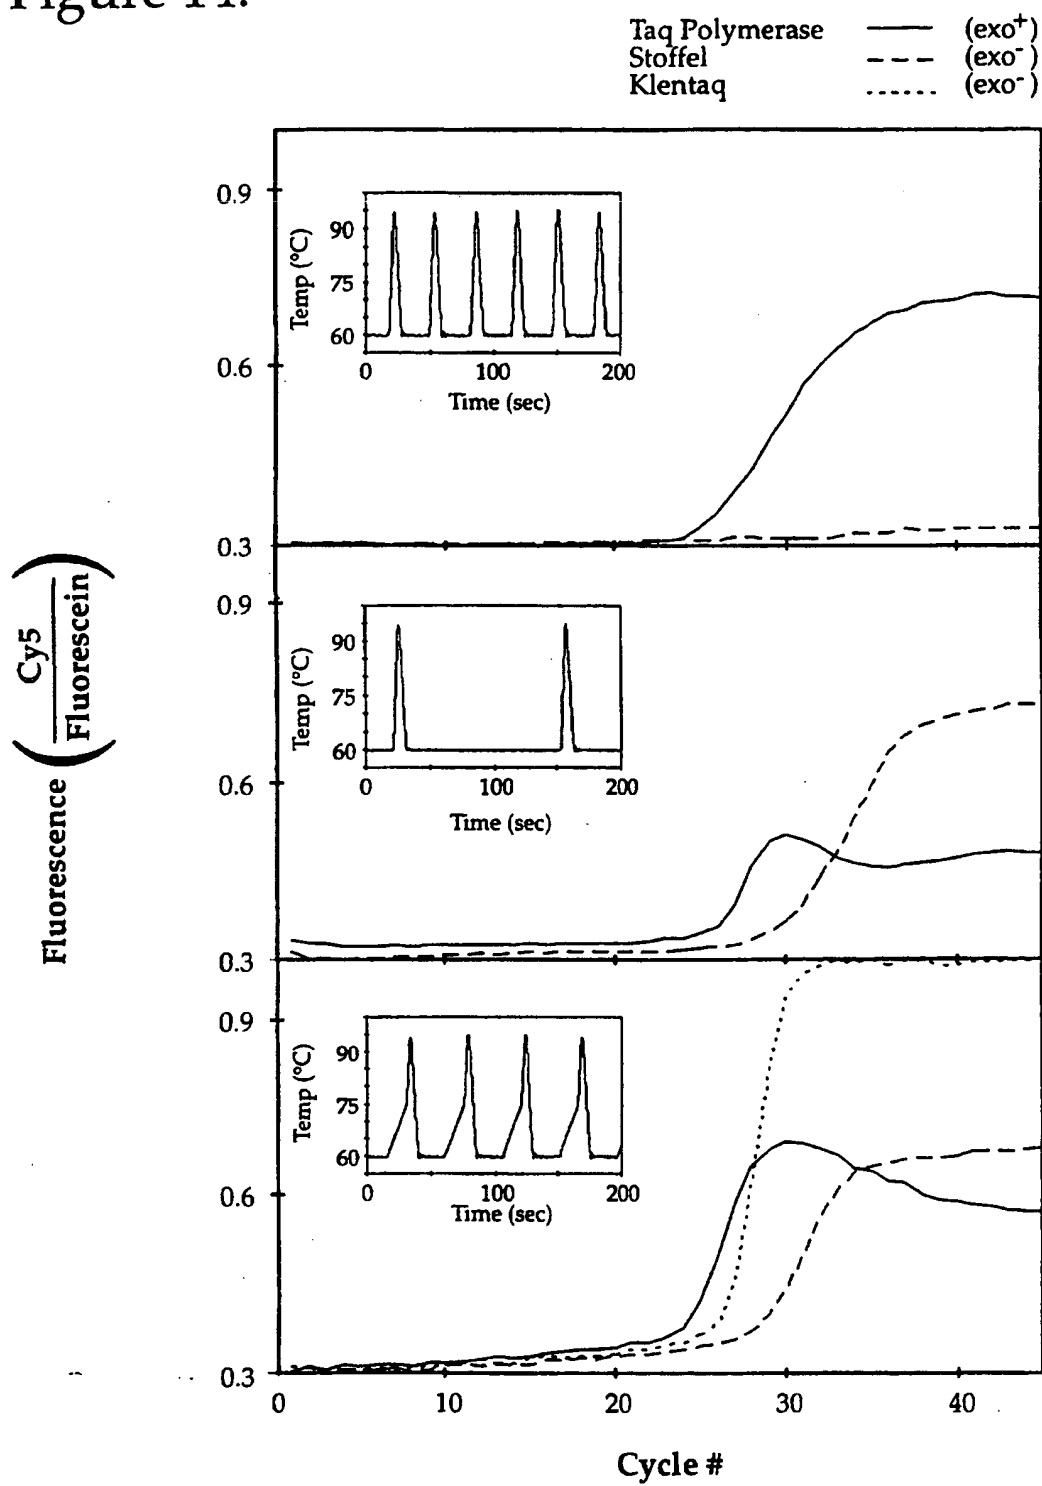 Figure 11.
Taq Polymerase (exo+)
Stoffel (exo-)
Klentaq (exo-)
0.9
0.6
0.3
90
75
60
Temp (°C)
0 100 200
Time (sec)
0.9
0.6
0.3
90
75
60
Temp (°C)
0 100 200
Time (sec)
0.9
0.6
0.3
90
75
60
Temp (°C)
0 100 200
Time (sec)
Fluorescence (Cy5
Fluorescein)
0 10 20 30 40
Cycle #